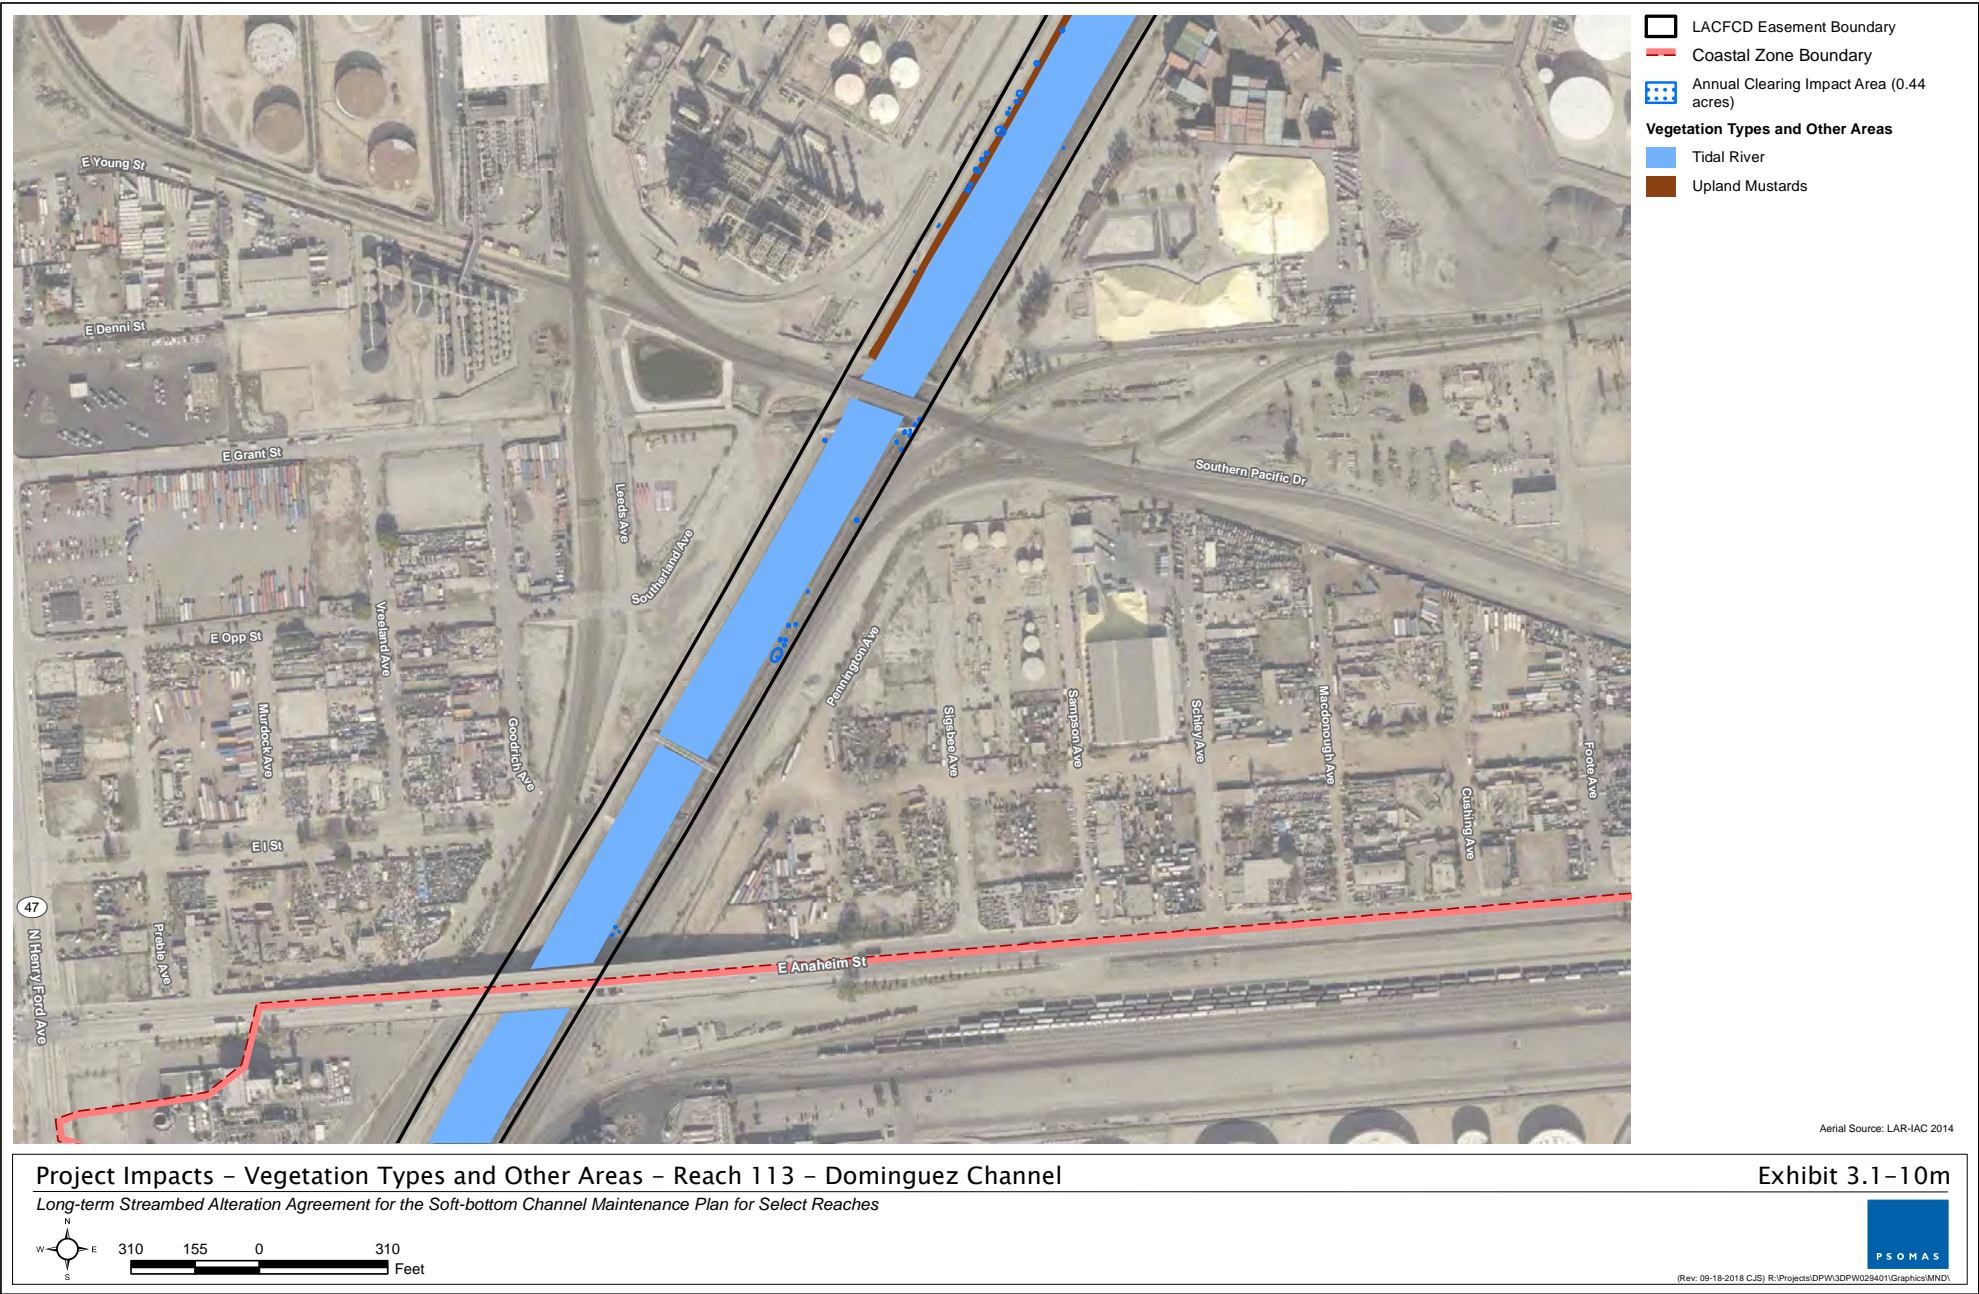 LACFCD Easement Boundary
Coastal Zone Boundary
Annual Clearing Impact Area (0.44
acres)
Vegetation Types and Other Areas
Tidal River
Upland Mustards
E Young St
E Denni St
E Grant St
Leeds Ave
Southerland Ave
Southern Pacific Dr
E Opp St
Vreeland Ave
Murdock Ave
Goodrich Ave
Pennington Ave
Sigsbee Ave
Sampson Ave
Schley Ave
Macdonough Ave
Cushing Ave
Foote Ave
E I St
47
N Henry Ford Ave
Preble Ave
E Anaheim St
Aerial Source: LAR-IAC 2014
Project Impacts – Vegetation Types and Other Areas – Reach 113 – Dominguez Channel
Exhibit 3.1–10m
Long-term Streambed Alteration Agreement for the Soft-bottom Channel Maintenance Plan for Select Reaches
N
W E
S
310 155 0 310
Feet
PSOMAS
(Rev: 09-18-2018 CJS) R:\Projects\DPW\3DPW029401\Graphics\MND\